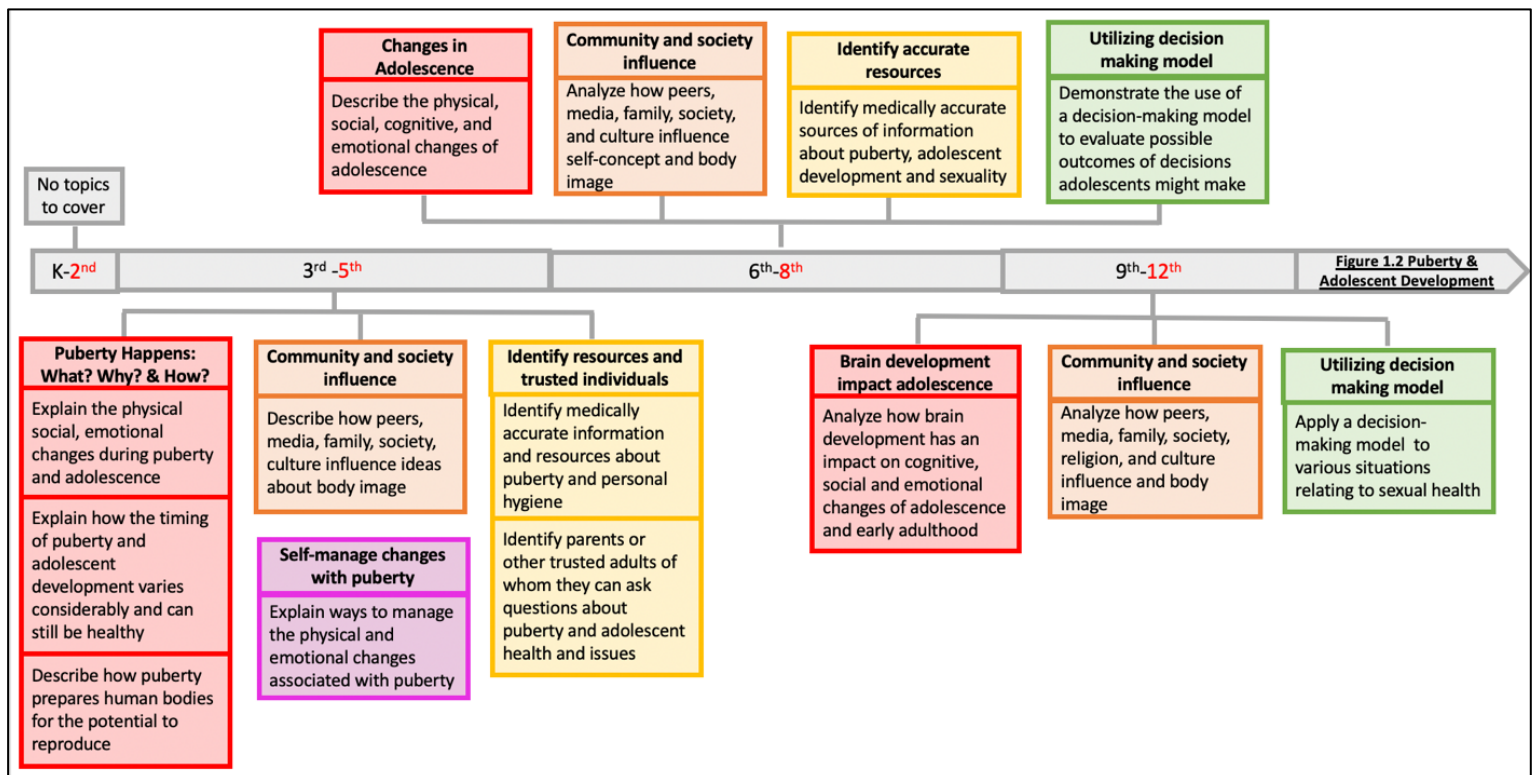 Changes in
Adolescence
Describe the physical,
social, cognitive, and
emotional changes of
adolescence
Community and society
influence
Analyze how peers,
media, family, society,
and culture influence
self-concept and body
image
Identify accurate
resources
Identify medically accurate
sources of information
about puberty, adolescent
development and sexuality
Utilizing decision
making model
Demonstrate the use of
a decision-making model
to evaluate possible
outcomes of decisions
adolescents might make
No topics
to cover
K-2nd
3rd -5th
6th-8th
9th-12th
Figure 1.2 Puberty &
Adolescent Development
Puberty Happens:
What? Why? & How?
Explain the physical
social, emotional
changes during puberty
and adolescence
Explain how the timing
of puberty and
adolescent
development varies
considerably and can
still be healthy
Describe how puberty
prepares human bodies
for the potential to
reproduce
Community and society
influence
Describe how peers,
media, family, society,
culture influence ideas
about body image
Self-manage changes
with puberty
Explain ways to manage
the physical and
emotional changes
associated with puberty
Identify resources and
trusted individuals
Identify medically
accurate information
and resources about
puberty and personal
hygiene
Identify parents or
other trusted adults of
whom they can ask
questions about
puberty and adolescent
health and issues
Brain development
impact adolescence
Analyze how brain
development has an
impact on cognitive,
social and emotional
changes of adolescence
and early adulthood
Community and society
influence
Analyze how peers,
media, family, society,
religion, and culture
influence and body
image
Utilizing decision
making model
Apply a decision-
making model to
various situations
relating to sexual health